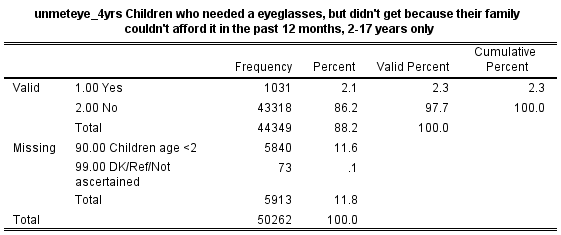 unmeteye_4yrs Children who needed a eyeglasses, but didn't get because their family
couldn't afford it in the past 12 months, 2-17 years only
Cumulative
Frequency Percent Valid Percent Percent
Valid 1.00 Yes 1031 2.1 2.3 2.3
2.00 No 43318 86.2 97.7 100.0
Total 44349 88.2 100.0
Missing 90.00 Children age <2 5840 11.6
99.00 DK/Ref/Not 73 .1
ascertained
Total 5913 11.8
Total 50262 100.0